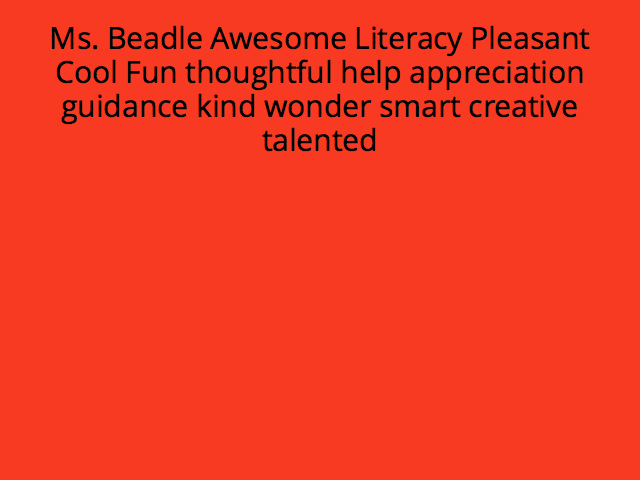 Ms. Beadle Awesome Literacy Pleasant
Cool Fun thoughtful help appreciation
guidance kind wonder smart creative
talented